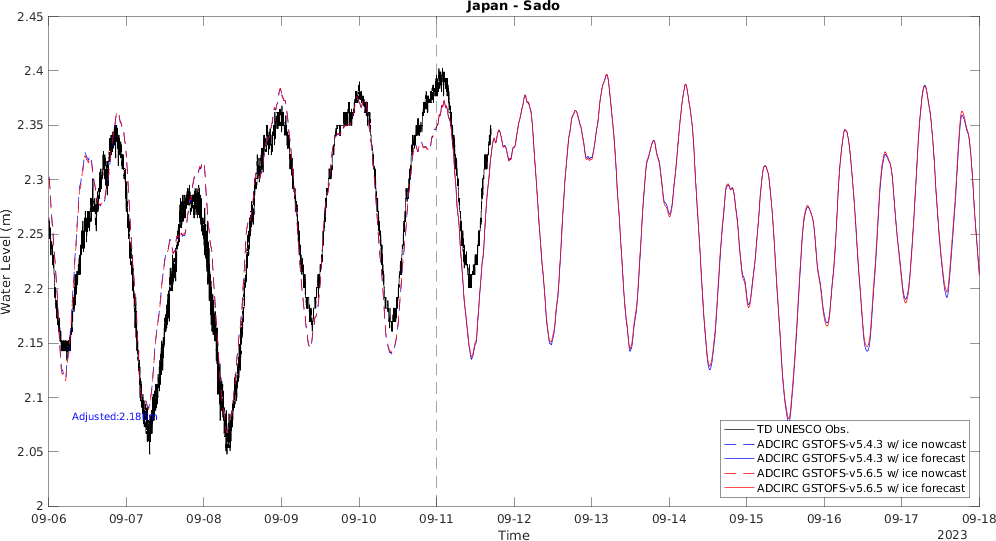 Japan - Sado
2.45
2.4
2.35
2.3
2.25
2.2
2.15
2.1
2.05
2
Water Level (m)
Adjusted:2.18
TD UNESCO Obs.
ADCIRC GSTOFS-v5.4.3 w/ ice nowcast
ADCIRC GSTOFS-v5.4.3 w/ ice forecast
ADCIRC GSTOFS-v5.6.5 w/ ice nowcast
ADCIRC GSTOFS-v5.6.5 w/ ice forecast
09-06 09-07 09-08 09-09 09-10 09-11 09-12 09-13 09-14 09-15 09-16 09-17 09-18
Time
2023